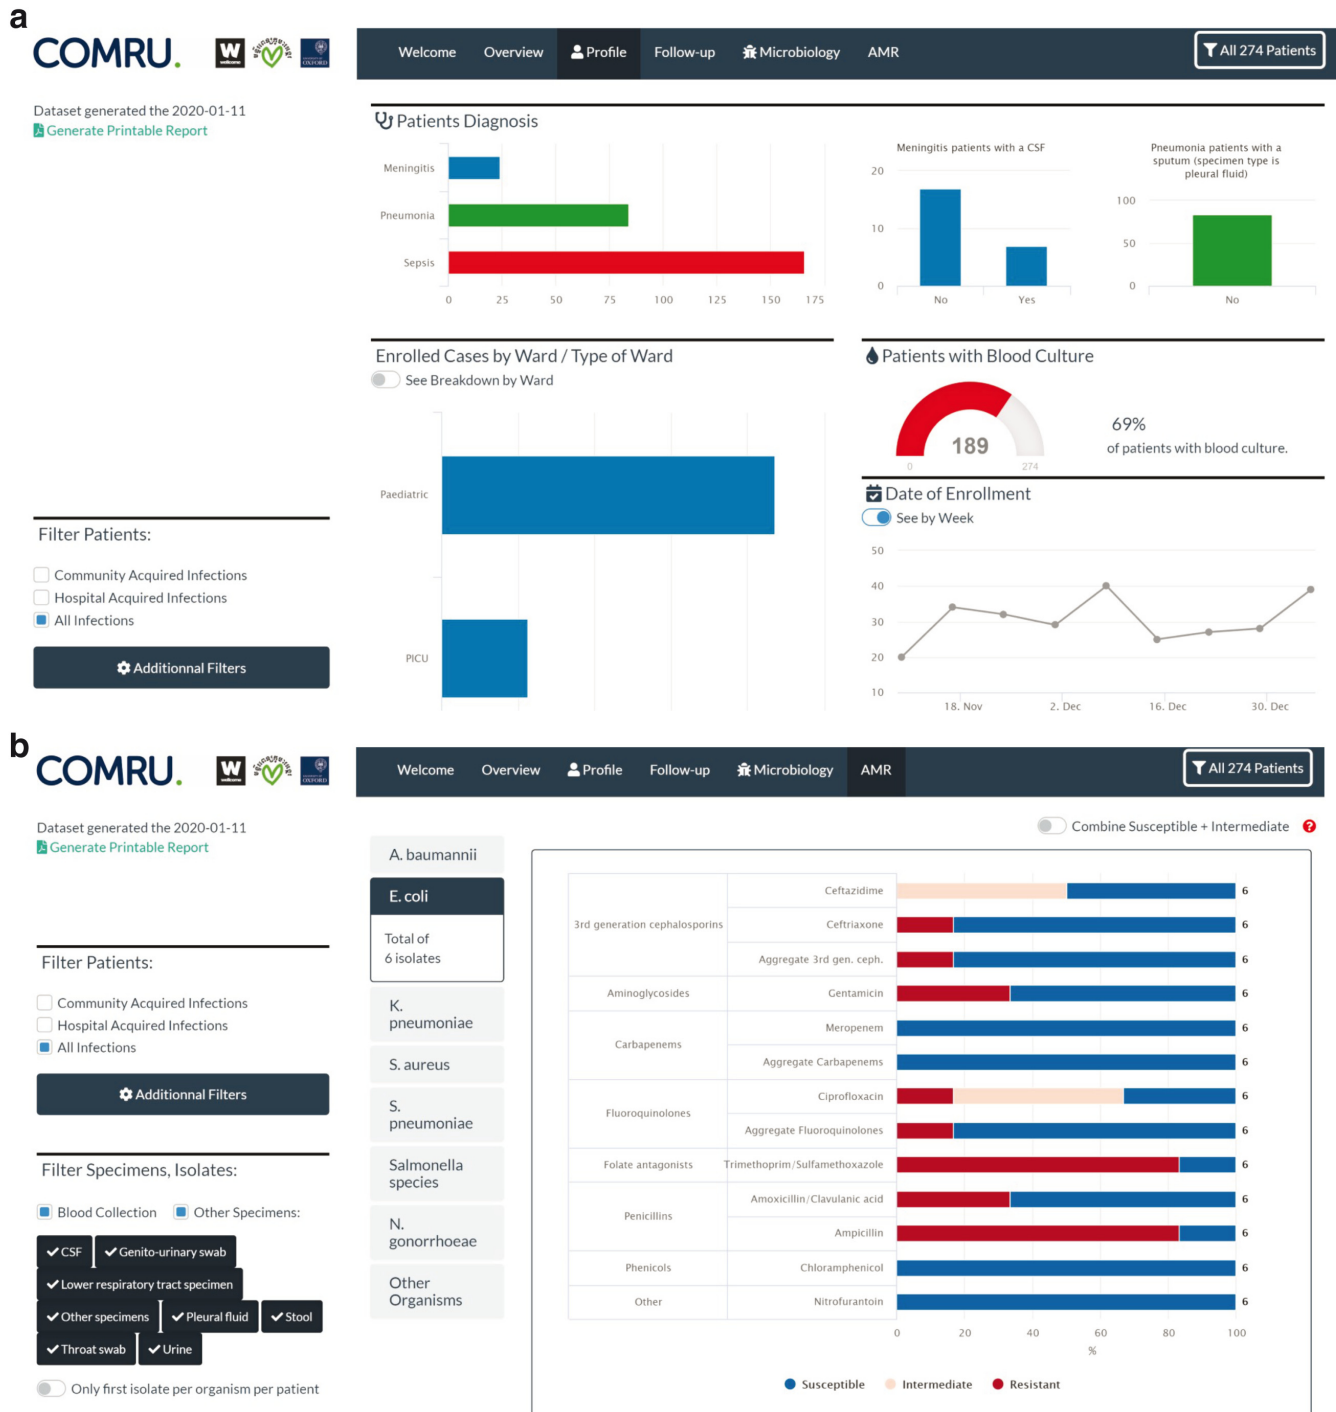 a
COMRU.
W
wellcome
UNIVERSITY OF
OXFORD
Welcome
Overview
Profile
Follow-up
Microbiology
AMR
All 274 Patients
Dataset generated the 2020-01-11
Generate Printable Report
Patients Diagnosis
Meningitis
Pneumonia
Sepsis
0
25
50
75
100
125
150
175
Meningitis patients with a CSF
20
10
0
No
Yes
Pneumonia patients with a
sputum (specimen type is
pleural fluid)
100
50
0
No
Enrolled Cases by Ward / Type of Ward
See Breakdown by Ward
Paediatric
PICU
Patients with Blood Culture
189
0
274
69%
of patients with blood culture.
Date of Enrollment
See by Week
50
40
30
20
10
18. Nov
2. Dec
16. Dec
30. Dec
Filter Patients:
Community Acquired Infections
Hospital Acquired Infections
All Infections
Additionnal Filters
b
COMRU.
W
wellcome
UNIVERSITY OF
OXFORD
Welcome
Overview
Profile
Follow-up
Microbiology
AMR
All 274 Patients
Dataset generated the 2020-01-11
Generate Printable Report
Filter Patients:
Community Acquired Infections
Hospital Acquired Infections
All Infections
Additionnal Filters
Filter Specimens, Isolates:
Blood Collection
Other Specimens:
CSF
Genito-urinary swab
Lower respiratory tract specimen
Other specimens
Pleural fluid
Stool
Throat swab
Urine
Only first isolate per organism per patient
A. baumannii
E. coli
Total of
6 isolates
K.
pneumoniae
S. aureus
S.
pneumoniae
Salmonella
species
N.
gonorrhoeae
Other
Organisms
Combine Susceptible + Intermediate
?
3rd generation cephalosporins
Ceftazidime
6
Ceftriaxone
6
Aggregate 3rd gen. ceph.
6
Aminoglycosides
Gentamicin
6
Carbapenems
Meropenem
6
Aggregate Carbapenems
6
Fluoroquinolones
Ciprofloxacin
6
Aggregate Fluoroquinolones
6
Folate antagonists
Trimethoprim/Sulfamethoxazole
6
Penicillins
Amoxicillin/Clavulanic acid
6
Ampicillin
6
Phenicols
Chloramphenicol
6
Other
Nitrofurantoin
6
0
20
40
60
80
100
%
Susceptible
Intermediate
Resistant